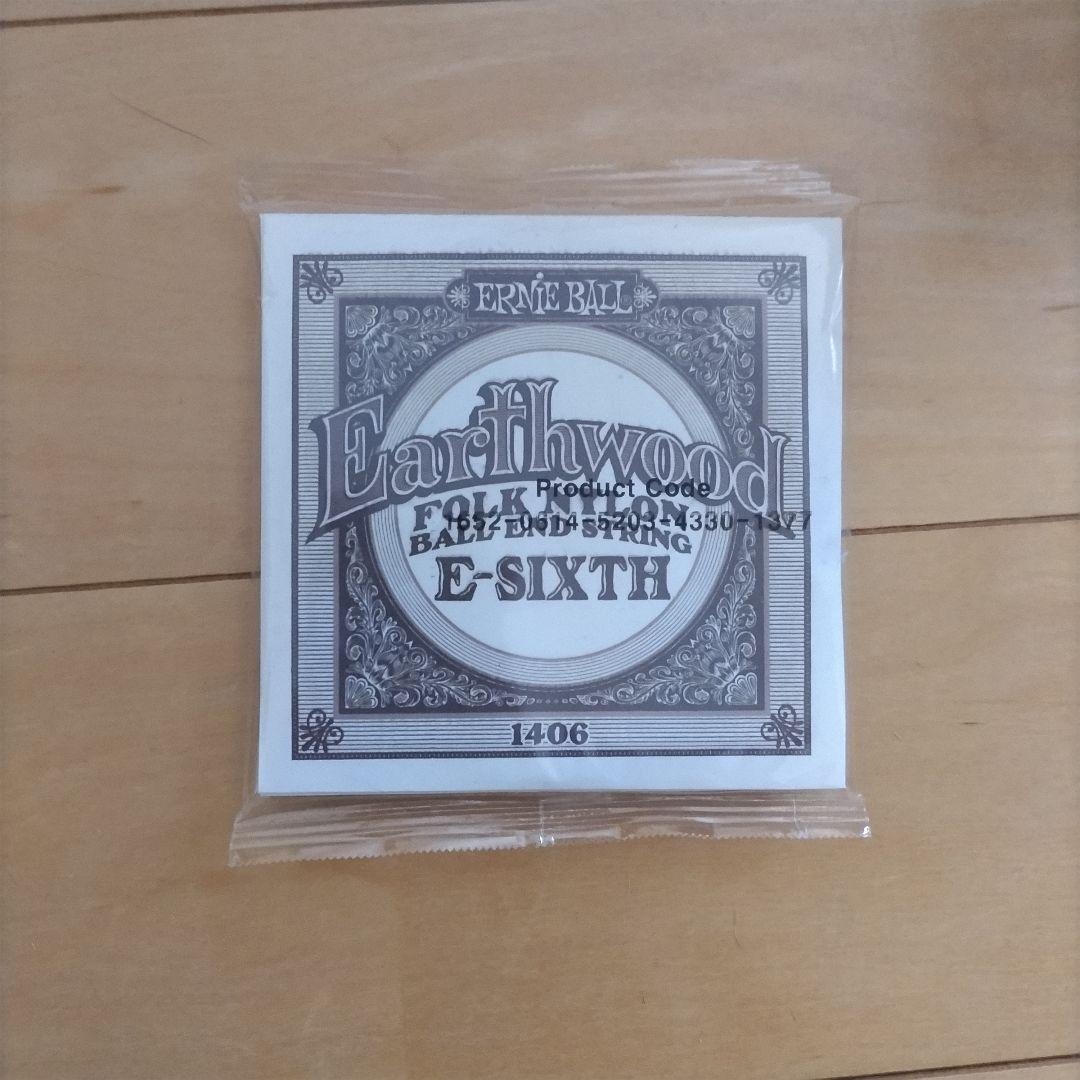 ERNIE BALL
Earthwood
Product Code
FOLK NYLON
1652-0614-5203-4330-1377
BALL-END STRING
E-SIXTH
1406